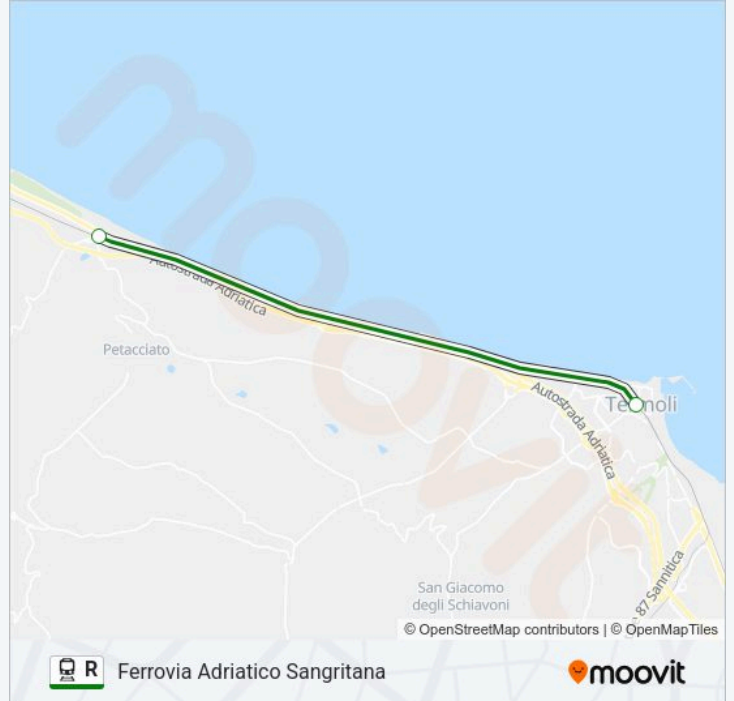 moovit
Autostrada Adriatica
Petacciato
Termoli
Autostrada Adriatica
San Giacomo
degli Schiavoni
87 Sannitica
© OpenStreetMap contributors | © OpenMapTiles
R Ferrovia Adriatico Sangritana
moovit